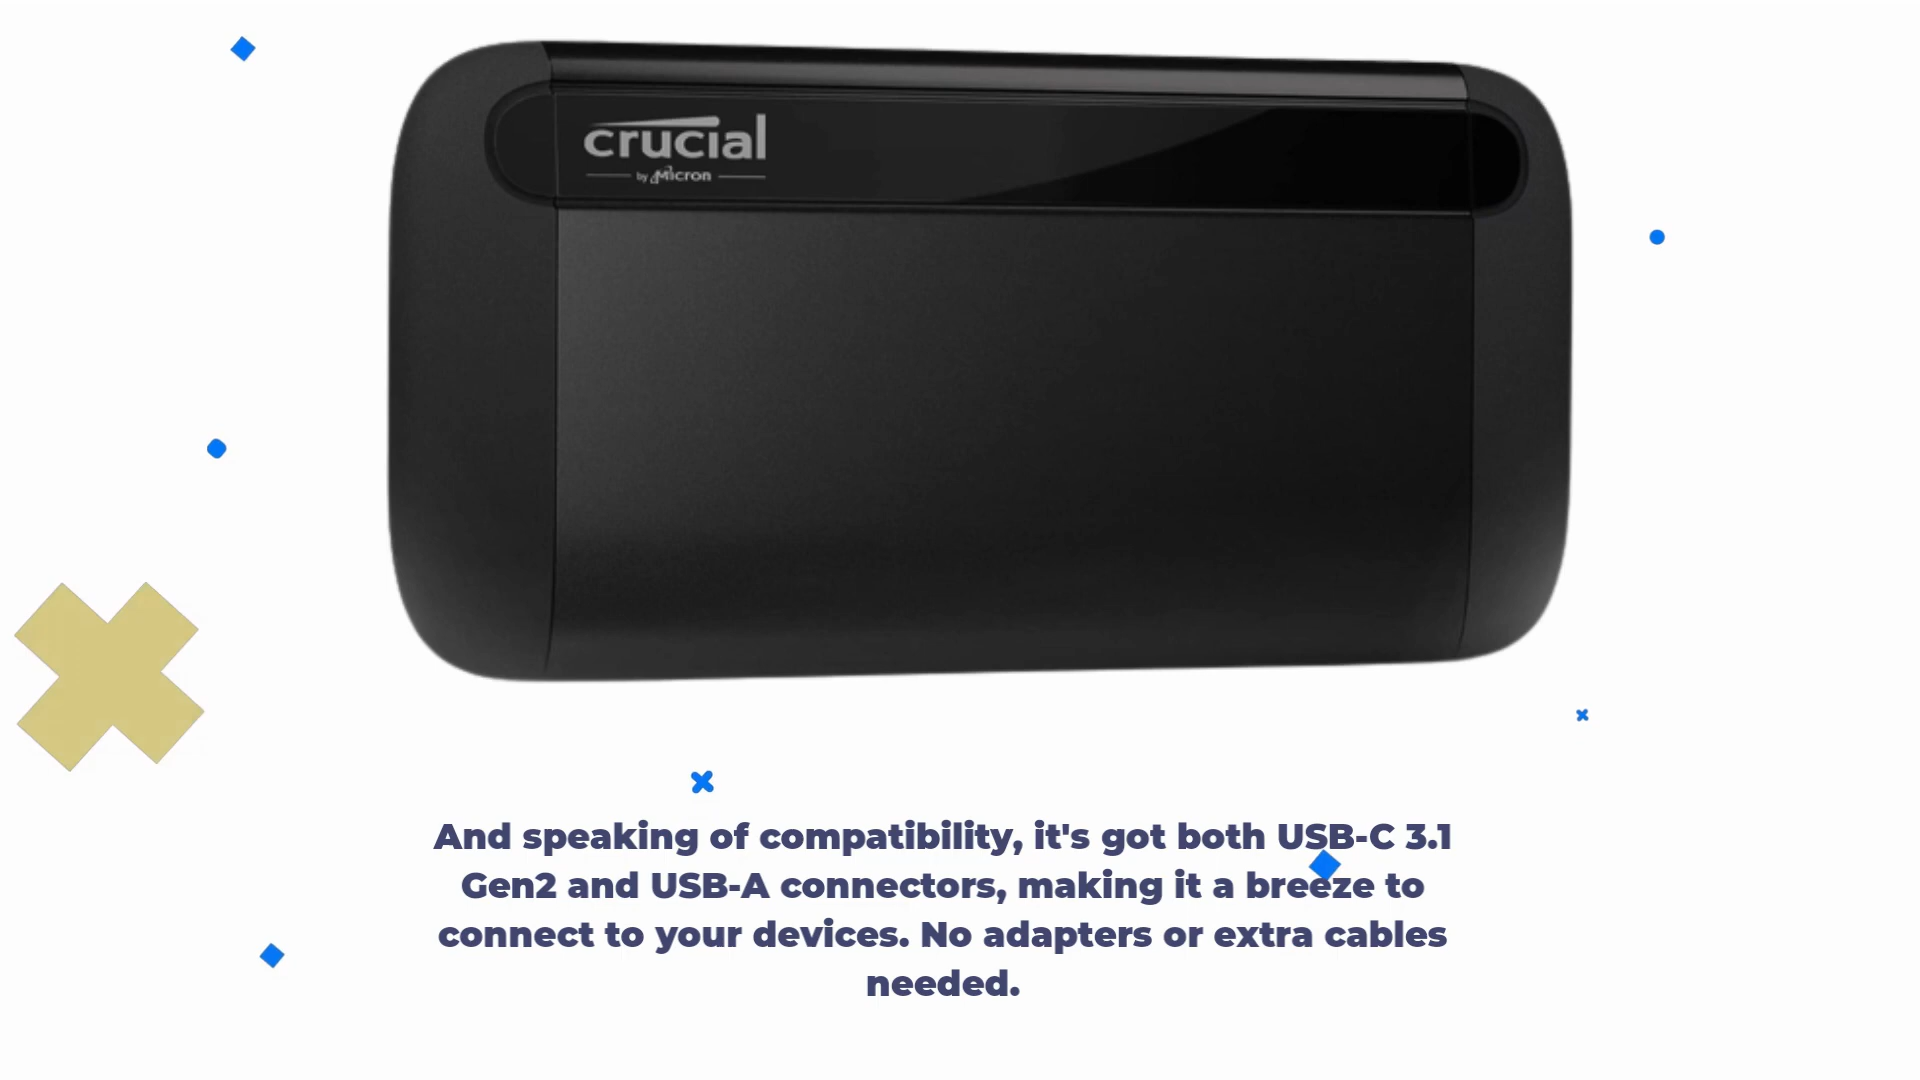 crucial
by Micron
And speaking of compatibility, it's got both USB-C 3.1
Gen2 and USB-A connectors, making it a breeze to
connect to your devices. No adapters or extra cables
needed.